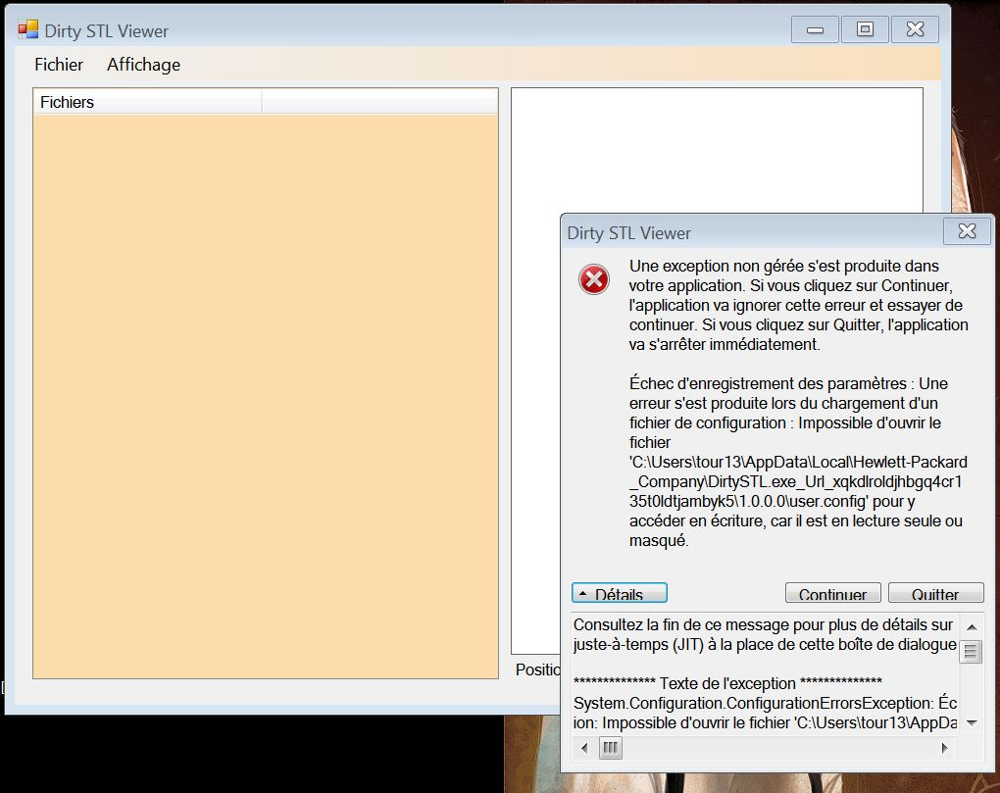 Dirty STL Viewer
Fichier Affichage
Fichiers
Dirty STL Viewer
Une exception non gérée s'est produite dans
votre application. Si vous cliquez sur Continuer,
l'application va ignorer cette erreur et essayer de
continuer. Si vous cliquez sur Quitter, l'application
va s'arrêter immédiatement.
Échec d'enregistrement des paramètres : Une
erreur s'est produite lors du chargement d'un
fichier de configuration : Impossible d'ouvrir le
fichier
'C:\Users\tour13\AppData\Local\Hewlett-Packard
_Company\DirtySTL.exe_Url_xqkdlroldjhbgq4cr1
35t0ldtjambyk5\1.0.0.0\user.config' pour y
accéder en écriture, car il est en lecture seule ou
masqué.
Détails Continuer Quitter
Consultez la fin de ce message pour plus de détails sur
juste-à-temps (JIT) à la place de cette boîte de dialogue
Positio
************** Texte de l'exception **************
System.Configuration.ConfigurationErrorsException: Éc
ion: Impossible d'ouvrir le fichier 'C:\Users\tour13\AppDa